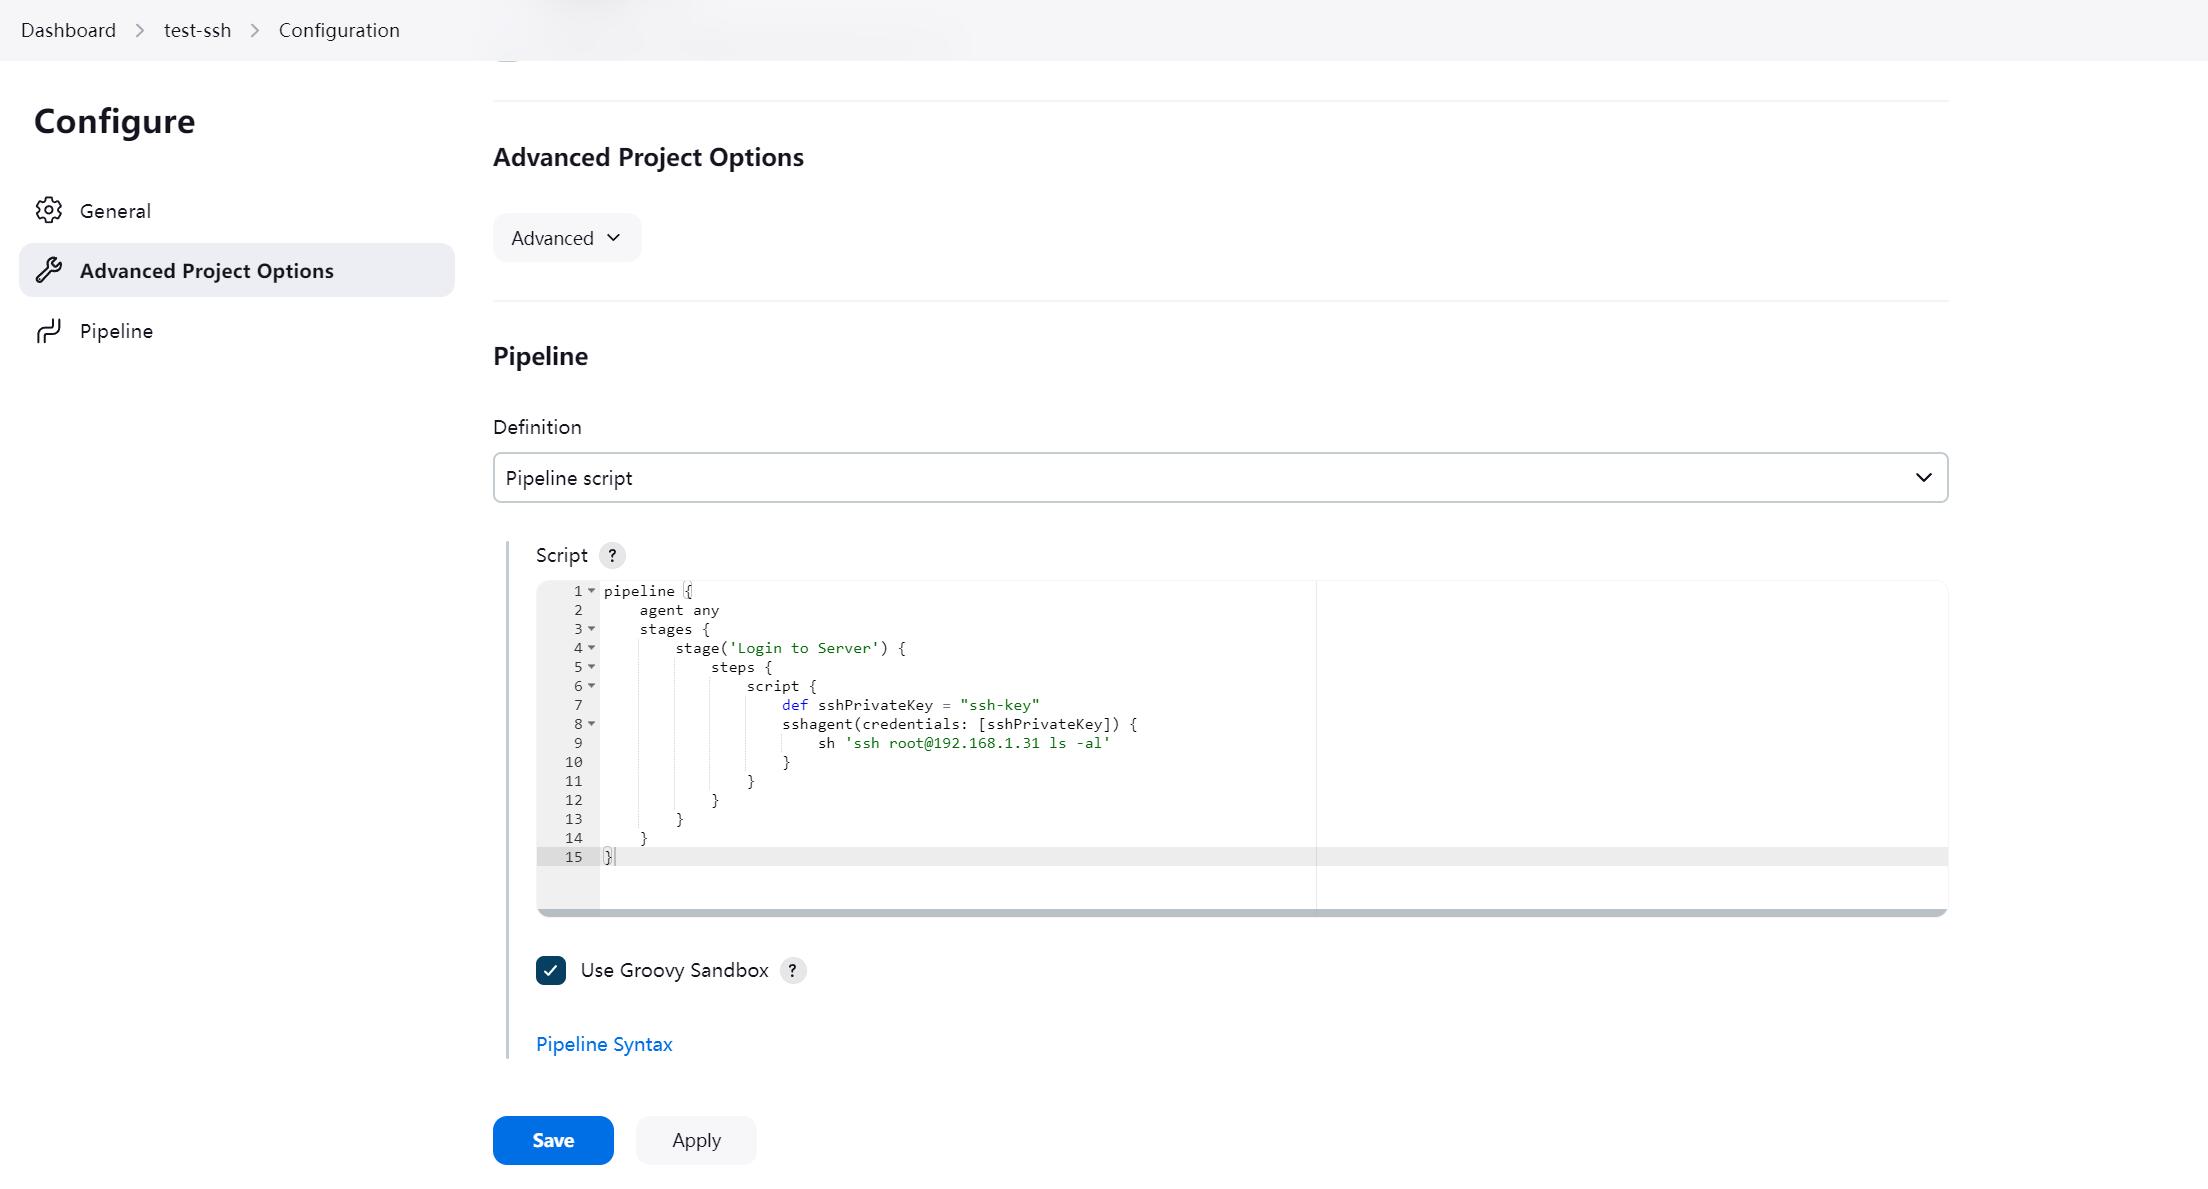 Dashboard > test-ssh > Configuration
Configure
General
Advanced Project Options
Pipeline
Advanced Project Options
Advanced
Pipeline
Definition
Pipeline script
Script ?
1 pipeline {
2     agent any
3     stages {
4         stage('Login to Server') {
5             steps {
6                 script {
7                     def sshPrivateKey = "ssh-key"
8                     sshagent(credentials: [sshPrivateKey]) {
9                         sh 'ssh root@192.168.1.31 ls -al'
10                     }
11                 }
12             }
13         }
14     }
15 }
Use Groovy Sandbox ?
Pipeline Syntax
Save Apply